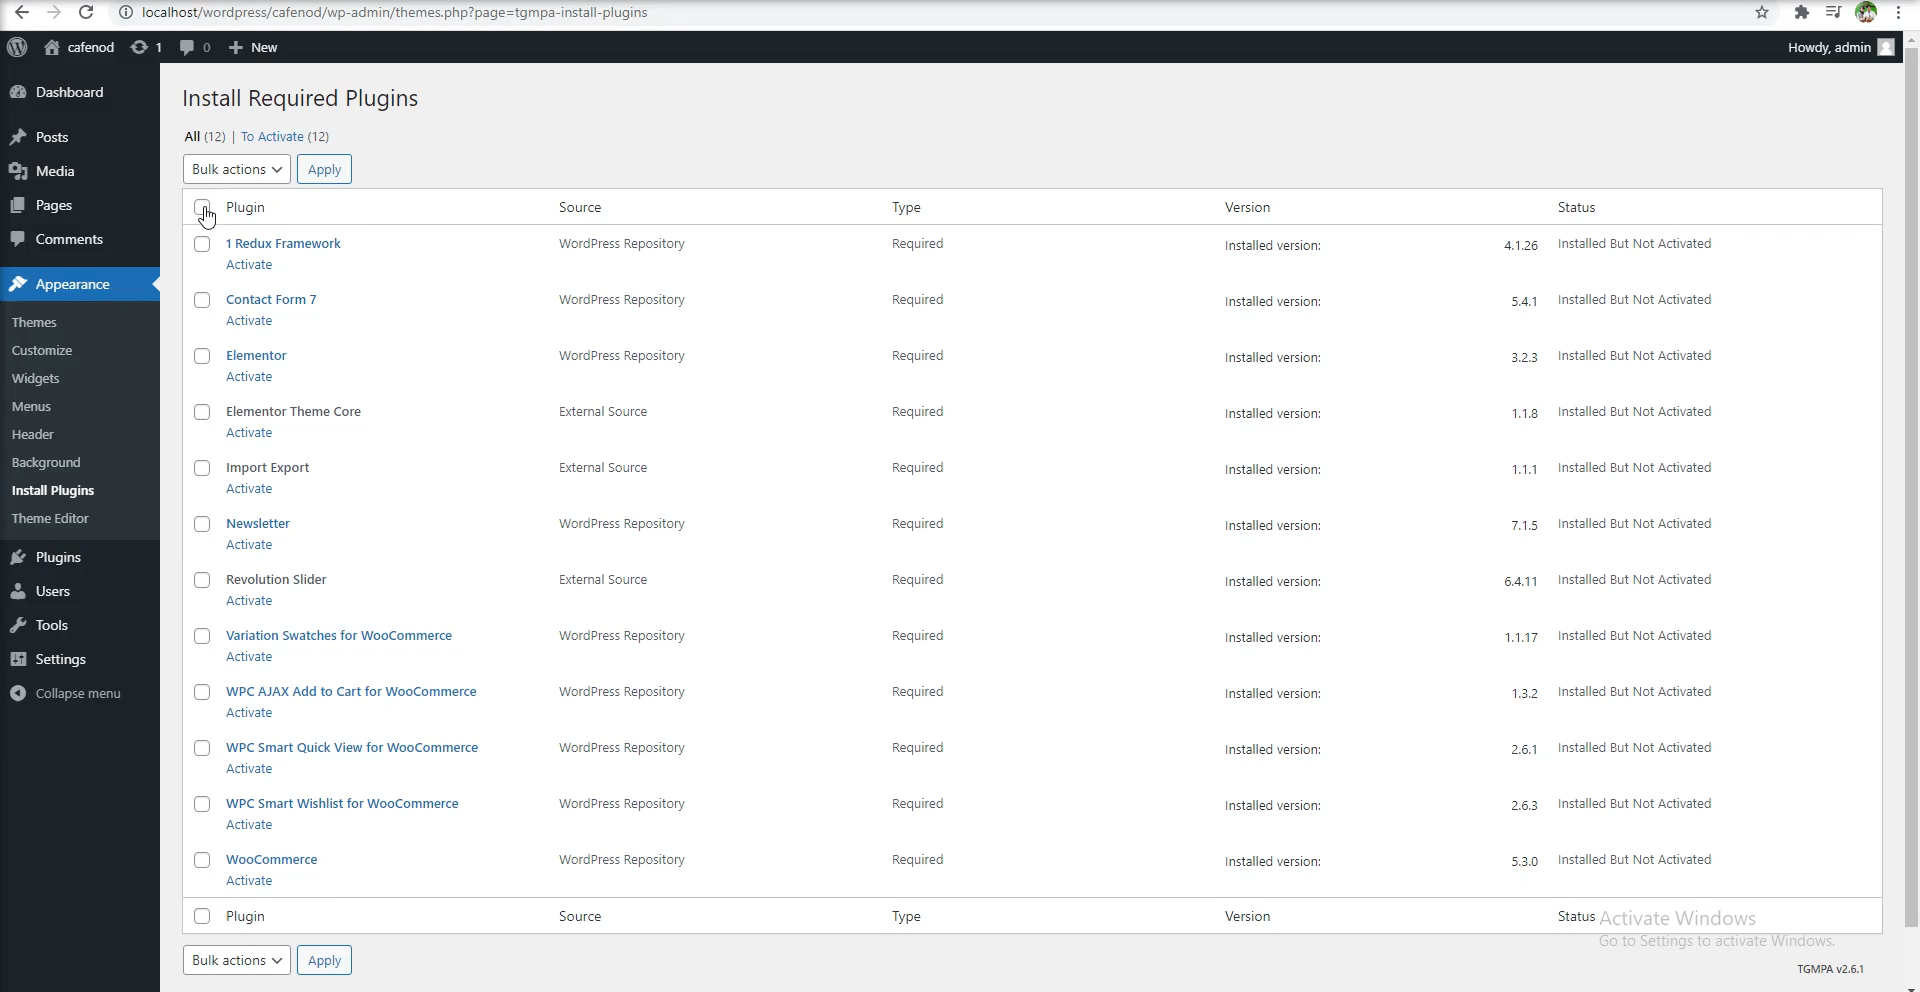 localhost/wordpress/cafenod/wp-admin/themes.php?page=tgmpa-install-plugins
cafenod 1 0 New Howdy, admin
Dashboard
Posts
Media
Pages
Comments
Appearance
Themes
Customize
Widgets
Menus
Header
Background
Install Plugins
Theme Editor
Plugins
Users
Tools
Settings
Collapse menu
Install Required Plugins
All (12) | To Activate (12)
Bulk actions Apply
Plugin Source Type Version Status
1 Redux Framework WordPress Repository Required Installed version: 4.1.26 Installed But Not Activated
Activate
Contact Form 7 WordPress Repository Required Installed version: 5.4.1 Installed But Not Activated
Activate
Elementor WordPress Repository Required Installed version: 3.2.3 Installed But Not Activated
Activate
Elementor Theme Core External Source Required Installed version: 1.1.8 Installed But Not Activated
Activate
Import Export External Source Required Installed version: 1.1.1 Installed But Not Activated
Activate
Newsletter WordPress Repository Required Installed version: 7.1.5 Installed But Not Activated
Activate
Revolution Slider External Source Required Installed version: 6.4.11 Installed But Not Activated
Activate
Variation Swatches for WooCommerce WordPress Repository Required Installed version: 1.1.17 Installed But Not Activated
Activate
WPC AJAX Add to Cart for WooCommerce WordPress Repository Required Installed version: 1.3.2 Installed But Not Activated
Activate
WPC Smart Quick View for WooCommerce WordPress Repository Required Installed version: 2.6.1 Installed But Not Activated
Activate
WPC Smart Wishlist for WooCommerce WordPress Repository Required Installed version: 2.6.3 Installed But Not Activated
Activate
WooCommerce WordPress Repository Required Installed version: 5.3.0 Installed But Not Activated
Activate
Plugin Source Type Version Status
Activate Windows
Go to Settings to activate Windows.
Bulk actions Apply
TGMPA v2.6.1